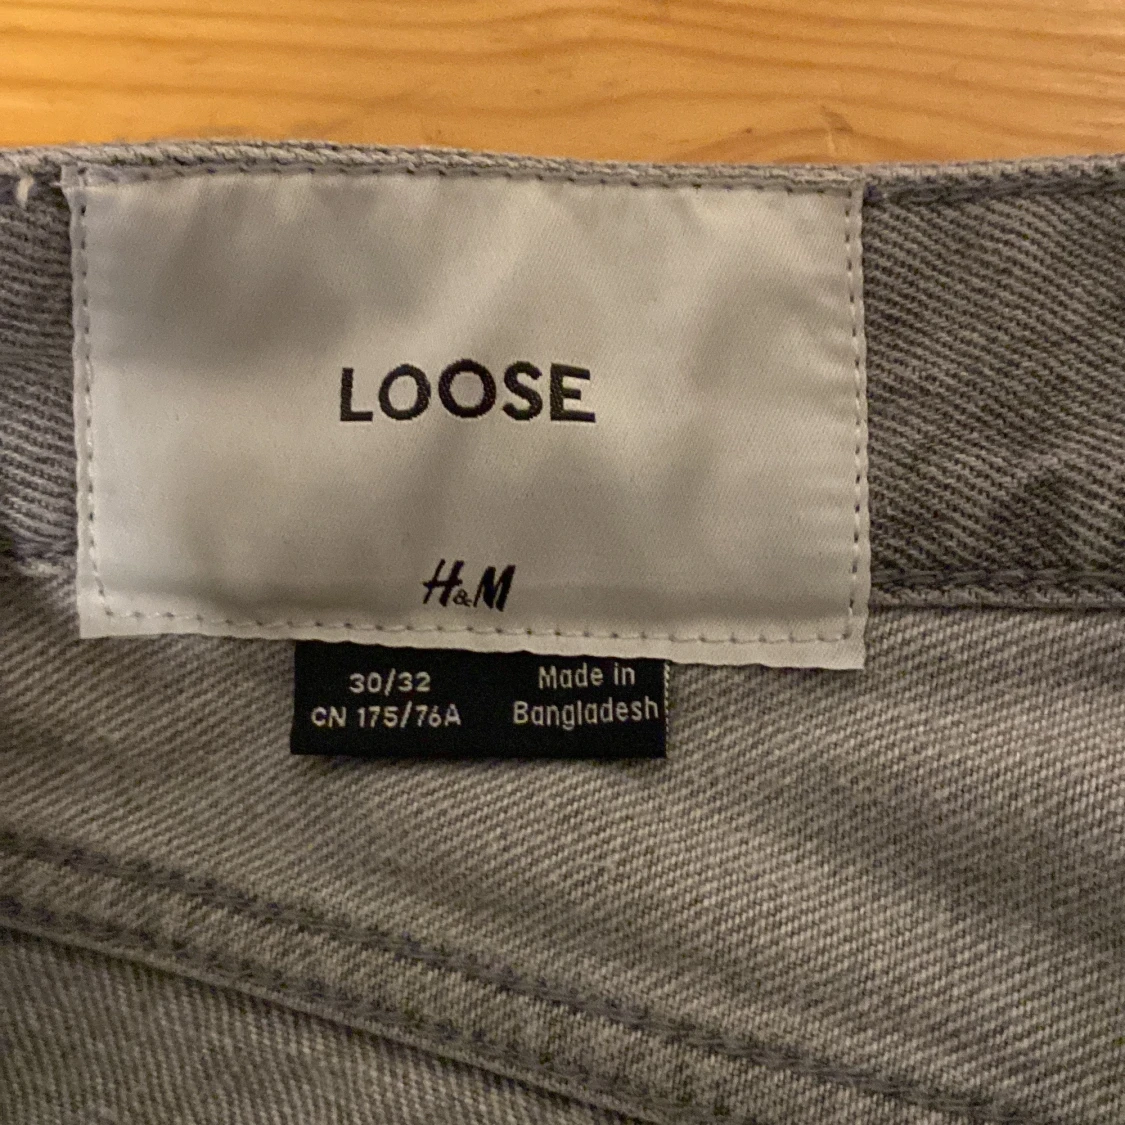 LOOSE
H&M
30/32
CN 175/76A
Made in
Bangladesh